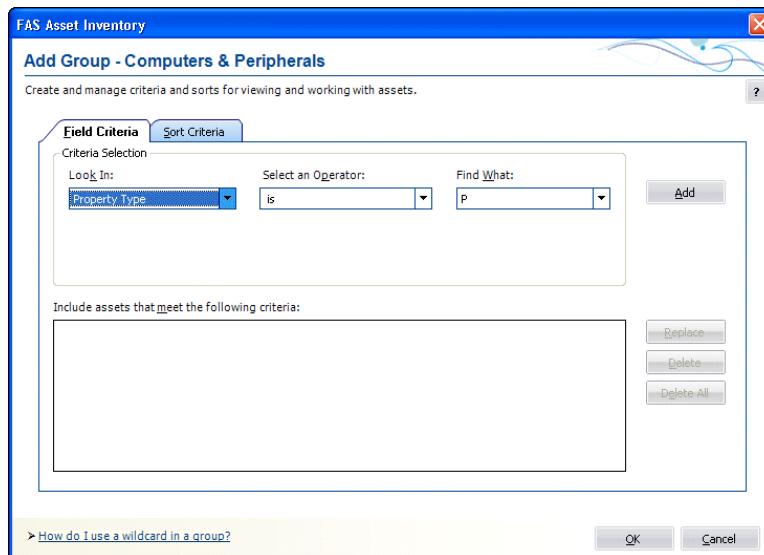 FAS Asset Inventory
Add Group - Computers & Peripherals
Create and manage criteria and sorts for viewing and working with assets.
?
Field Criteria Sort Criteria
Criteria Selection
Look In: Select an Operator: Find What:
Property Type is P Add
Include assets that meet the following criteria:
Replace
Delete
Delete All
➤ How do I use a wildcard in a group?
OK Cancel